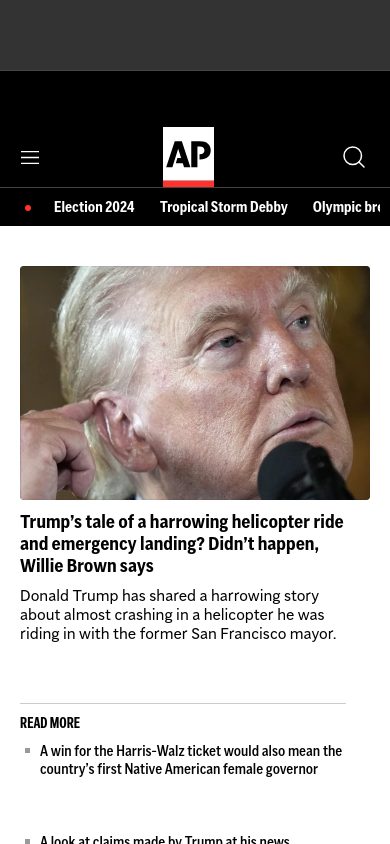 AP
Election 2024 Tropical Storm Debby Olympic bre
Trump’s tale of a harrowing helicopter ride
and emergency landing? Didn’t happen,
Willie Brown says
Donald Trump has shared a harrowing story
about almost crashing in a helicopter he was
riding in with the former San Francisco mayor.
READ MORE
A win for the Harris-Walz ticket would also mean the
country’s first Native American female governor
A look at claims made by Trump at his news